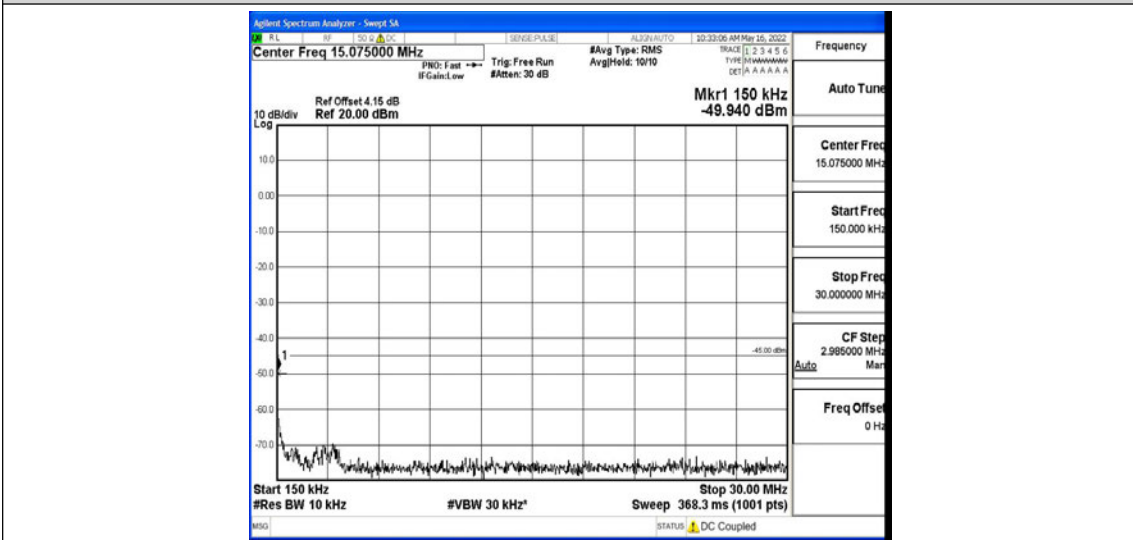 Agilent Spectrum Analyzer - Swept SA
RL RF 50 Ω DC SENSE:PULSE ALIGN AUTO 10:33:06 AM May 16, 2022
Center Freq 15.075000 MHz
#Avg Type: RMS
TRACE 1 2 3 4 5 6
PNO: Fast
Trig: Free Run
Avg|Hold: 10/10
TYPE MWWWWW
IFGain:Low
#Atten: 30 dB
DET A A A A A A
Mkr1 150 kHz
-49.940 dBm
Ref Offset 4.15 dB
10 dB/div Ref 20.00 dBm
Log
10.0
0.00
-10.0
-20.0
-30.0
-40.0
1
-45.00 dBm
-50.0
-60.0
-70.0
Start 150 kHz Stop 30.00 MHz
#Res BW 10 kHz #VBW 30 kHz* Sweep 368.3 ms (1001 pts)
MSG STATUS DC Coupled
Frequency
Auto Tune
Center Freq
15.075000 MHz
Start Freq
150.000 kHz
Stop Freq
30.000000 MHz
CF Step
2.985000 MHz
Auto Man
Freq Offset
0 Hz